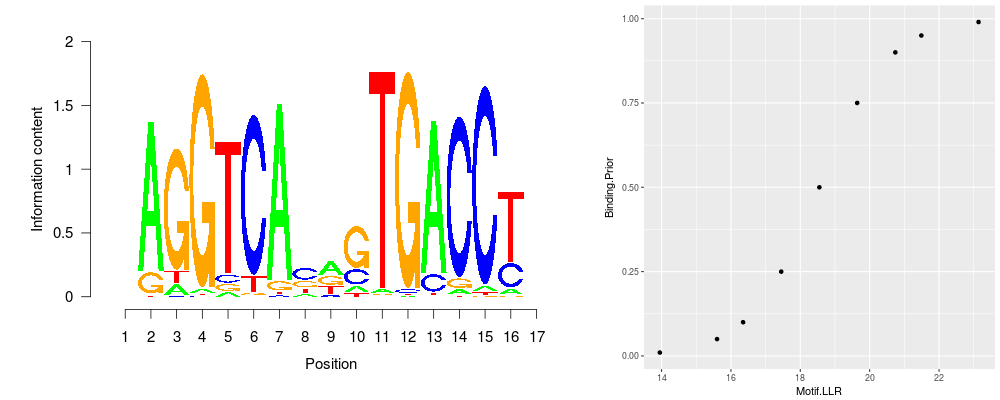 2
1.5
1
0.5
0
Information content
1 2 3 4 5 6 7 8 9 10 11 12 13 14 15 16 17
Position
AGGTCA
G
TGACCT
1.00
0.75
0.50
0.25
0.00
Binding.Prior
14 16 18 20 22
Motif.LLR